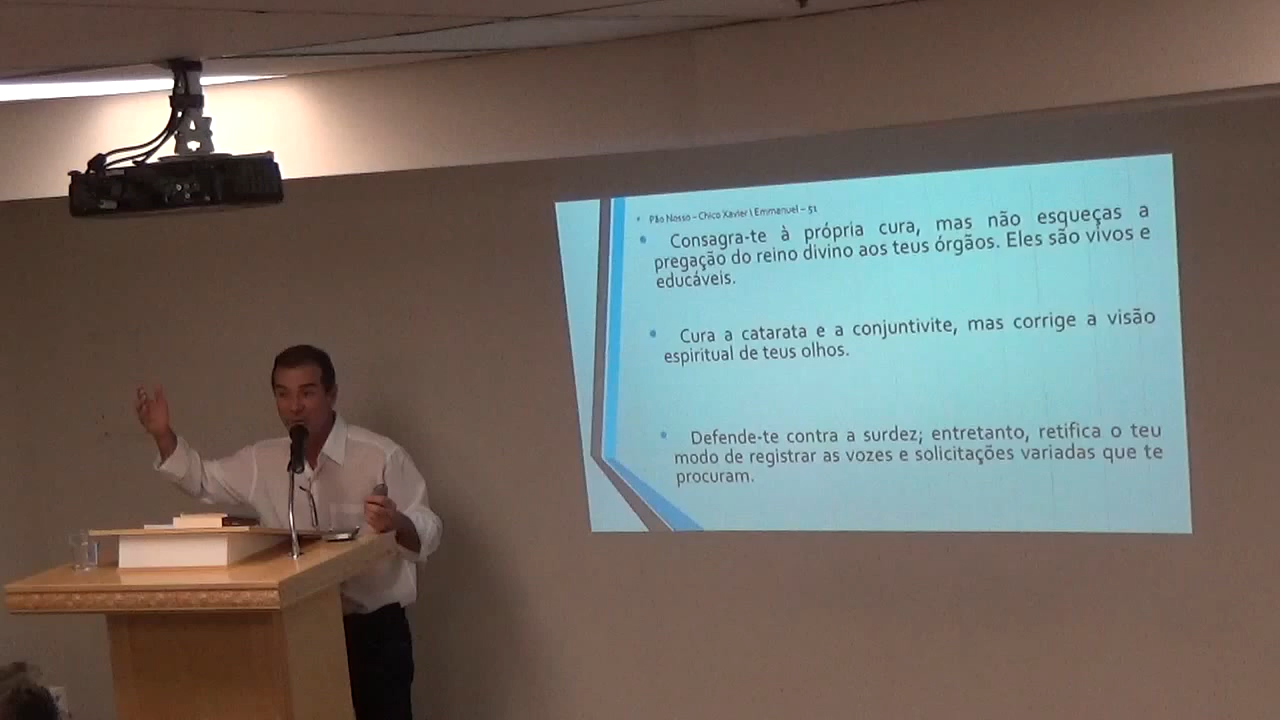 • Pão Nosso – Chico Xavier \ Emmanuel – 51
• Consagra-te à própria cura, mas não esqueças a
pregação do reino divino aos teus órgãos. Eles são vivos e
educáveis.
• Cura a catarata e a conjuntivite, mas corrige a visão
espiritual de teus olhos.
• Defende-te contra a surdez; entretanto, retifica o teu
modo de registrar as vozes e solicitações variadas que te
procuram.